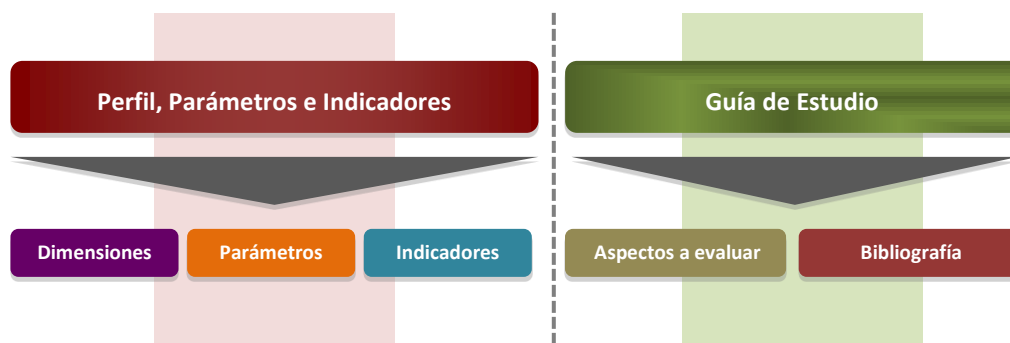 Perfil, Parámetros e Indicadores
Guía de Estudio
Dimensiones
Parámetros
Indicadores
Aspectos a evaluar
Bibliografía